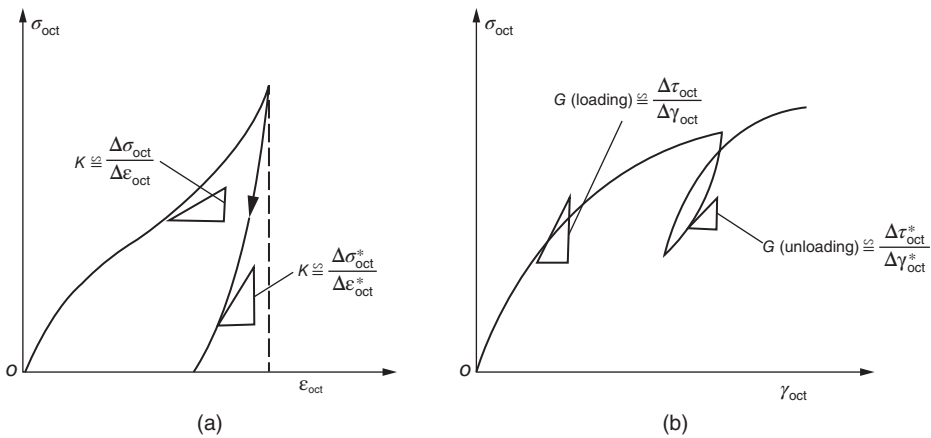 σoct
K ≅ Δσoct
Δεoct
K ≅ Δσ*oct
Δε*oct
O
εoct
(a)
σoct
G (loading) ≅ Δτoct
Δγoct
G (unloading) ≅ Δτ*oct
Δγ*oct
O
γoct
(b)